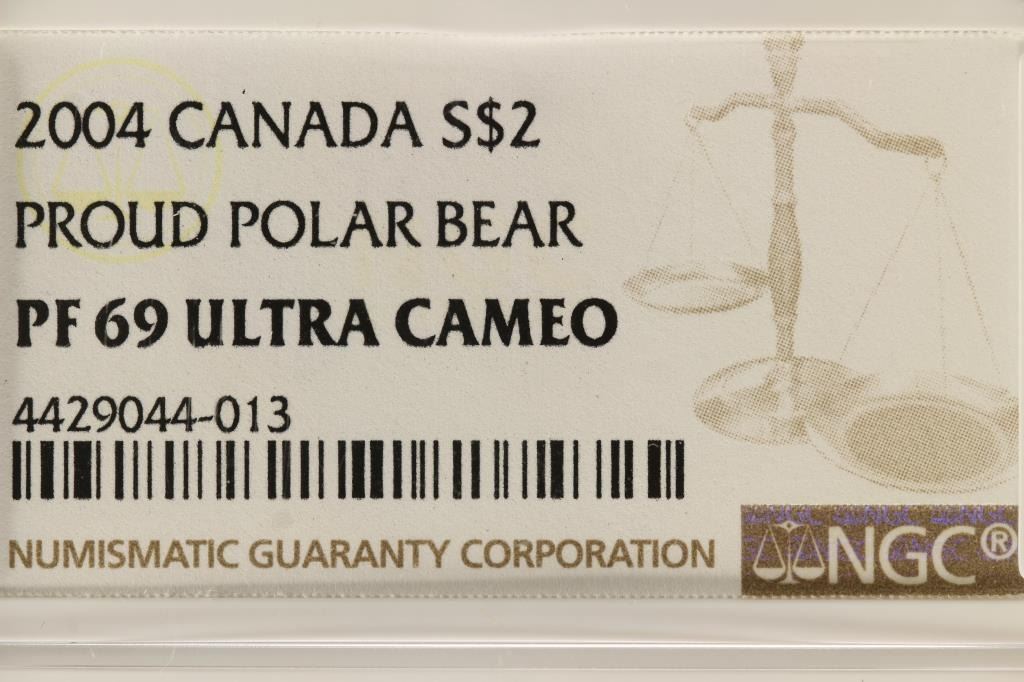 2004 CANADA S$2
PROUD POLAR BEAR
PF 69 ULTRA CAMEO
4429044-013
NUMISMATIC GUARANTY CORPORATION
NGC®